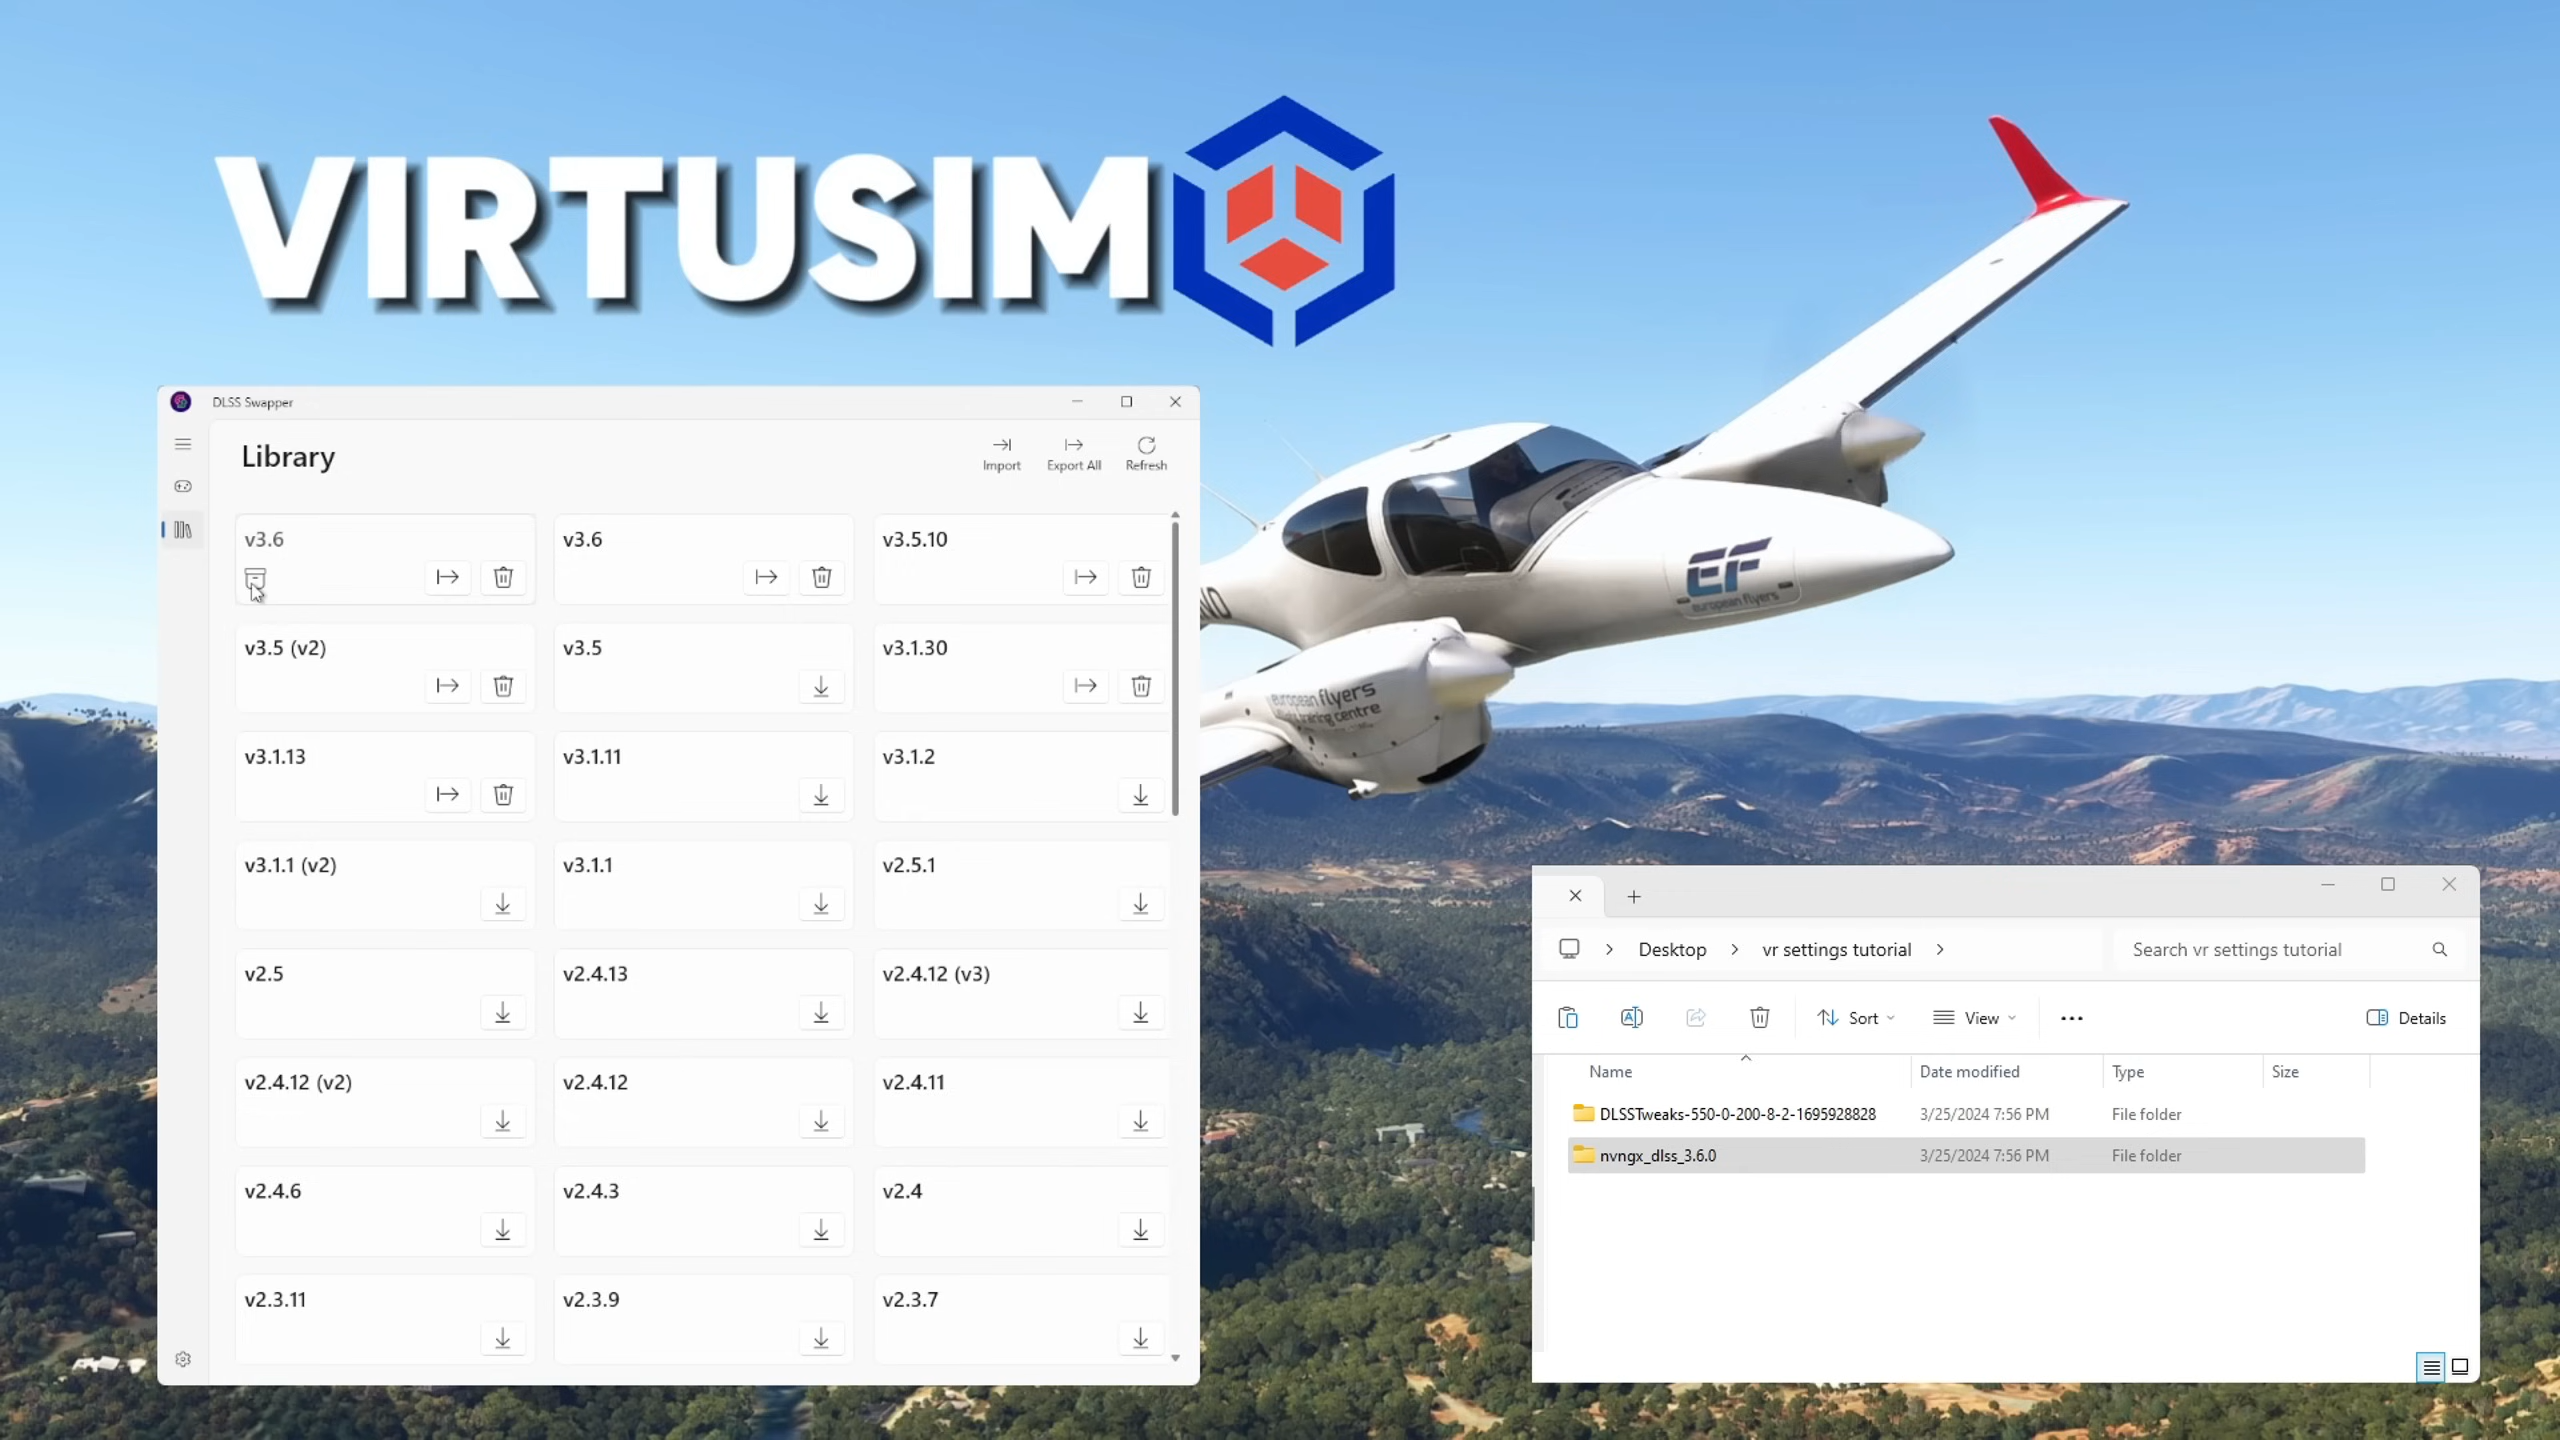 VIRTUSIM
DLSS Swapper
Library
Import
Export All
Refresh
v3.6
v3.6
v3.5.10
v3.5 (v2)
v3.5
v3.1.30
v3.1.13
v3.1.11
v3.1.2
v3.1.1 (v2)
v3.1.1
v2.5.1
v2.5
v2.4.13
v2.4.12 (v3)
v2.4.12 (v2)
v2.4.12
v2.4.11
v2.4.6
v2.4.3
v2.4
v2.3.11
v2.3.9
v2.3.7
EF
european flyers
european flyers
training centre
Desktop
vr settings tutorial
Search vr settings tutorial
Sort
View
Details
Name
Date modified
Type
Size
DLSSTweaks-550-0-200-8-2-1695928828
3/25/2024 7:56 PM
File folder
nvngx_dlss_3.6.0
3/25/2024 7:56 PM
File folder